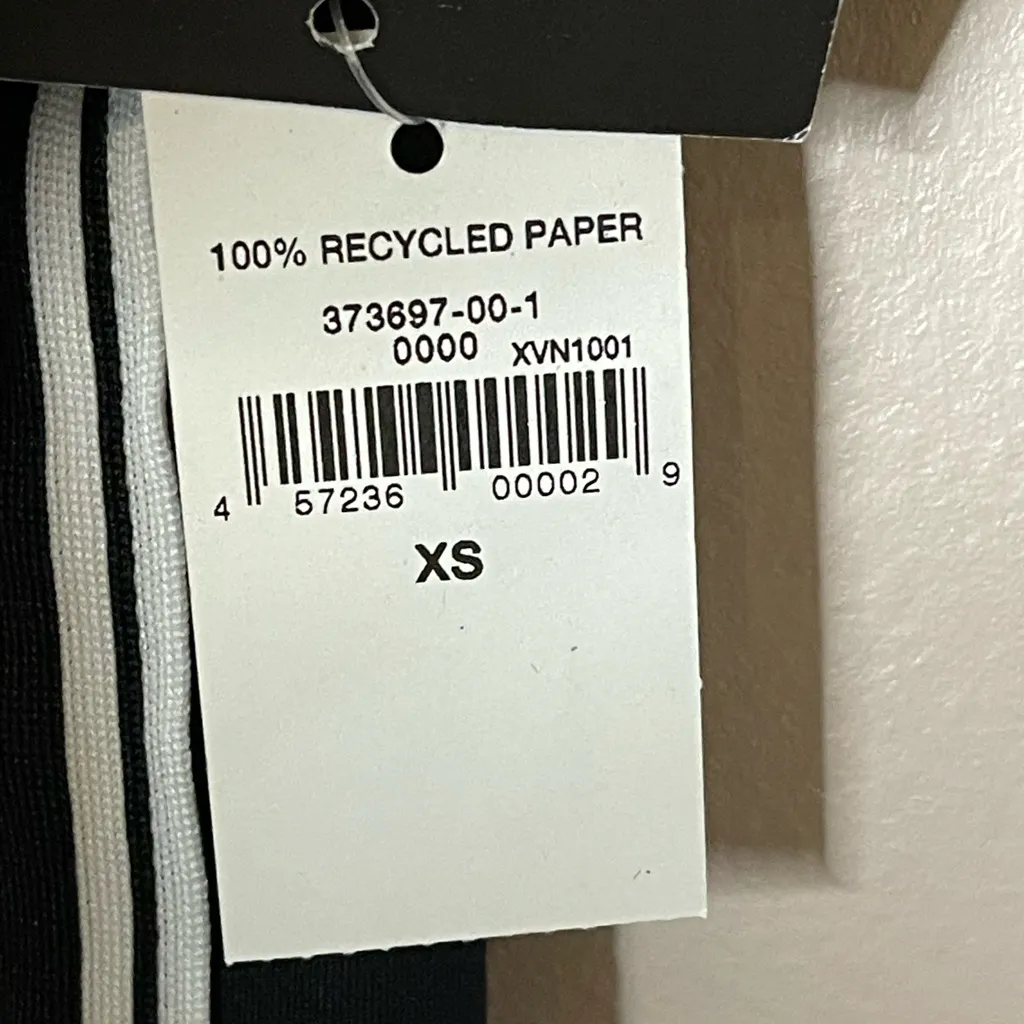 100% RECYCLED PAPER
373697-00-1
0000 XVN1001
4 57236 00002 9
XS